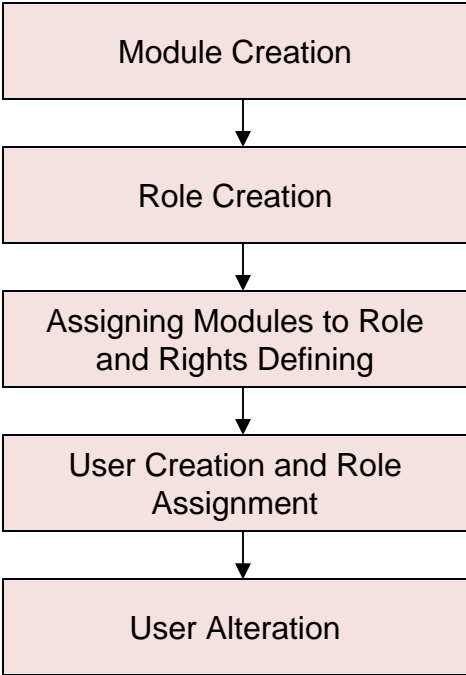 Module Creation
Role Creation
Assigning Modules to Role
and Rights Defining
User Creation and Role
Assignment
User Alteration